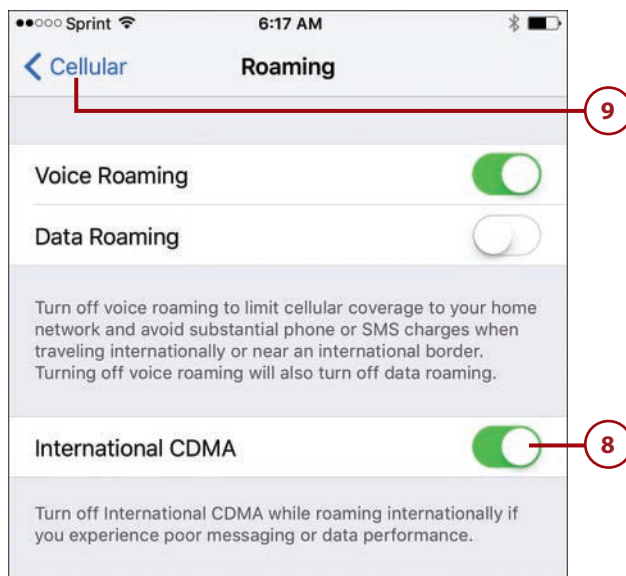 Sprint 6:17 AM
Cellular Roaming
9
Voice Roaming
Data Roaming
Turn off voice roaming to limit cellular coverage to your home
network and avoid substantial phone or SMS charges when
traveling internationally or near an international border.
Turning off voice roaming will also turn off data roaming.
International CDMA
8
Turn off International CDMA while roaming internationally if
you experience poor messaging or data performance.